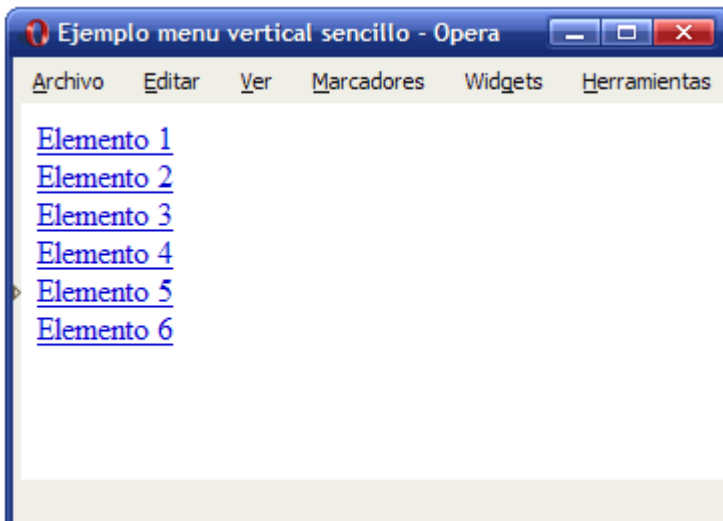 Ejemplo menu vertical sencillo - Opera
Archivo Editar Ver Marcadores Widgets Herramientas
Elemento 1
Elemento 2
Elemento 3
Elemento 4
Elemento 5
Elemento 6